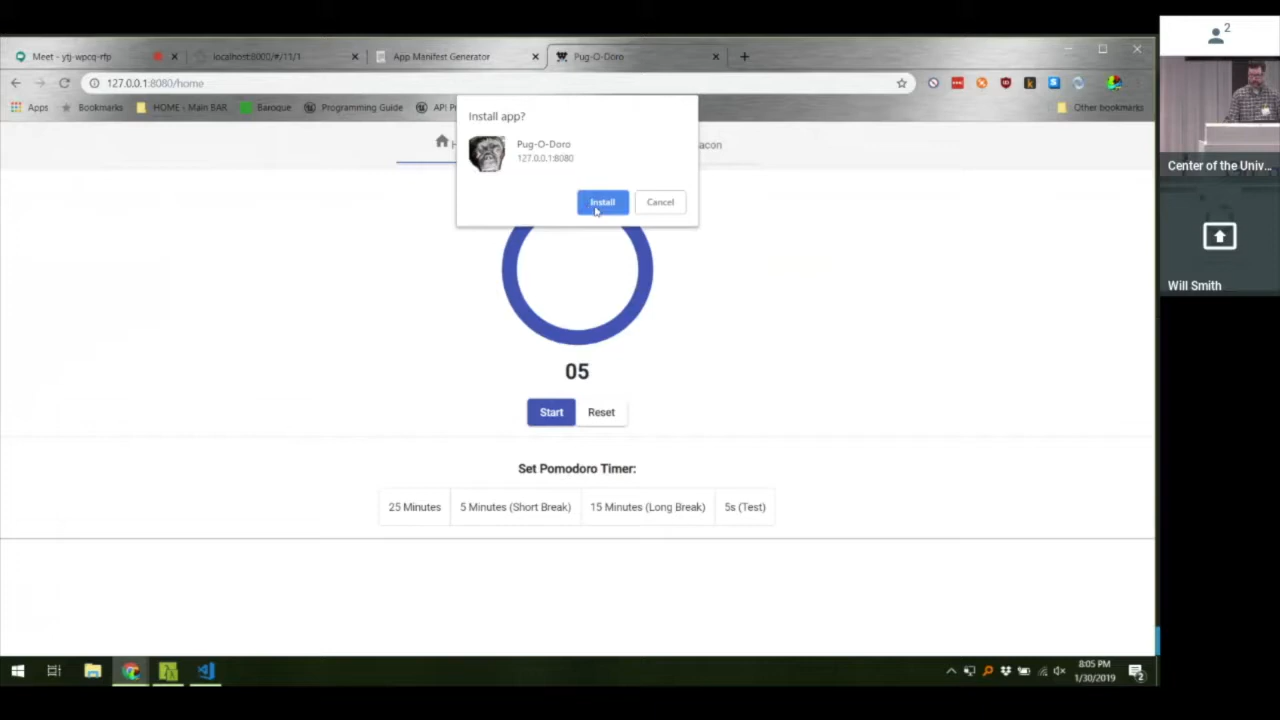 Meet - ytj-wpcq-rfp
localhost:8000/#/11/1
App Manifest Generator
Pug-O-Doro
127.0.0.1:8080/home
Apps
Bookmarks
HOME - Main BAR
Baroque
Programming Guide
API
Other bookmarks
Install app?
Pug-O-Doro
127.0.0.1:8080
Install
Cancel
H
acon
05
Start
Reset
Set Pomodoro Timer:
25 Minutes
5 Minutes (Short Break)
15 Minutes (Long Break)
5s (Test)
2
Center of the Univ...
Will Smith
8:05 PM
1/30/2019
2